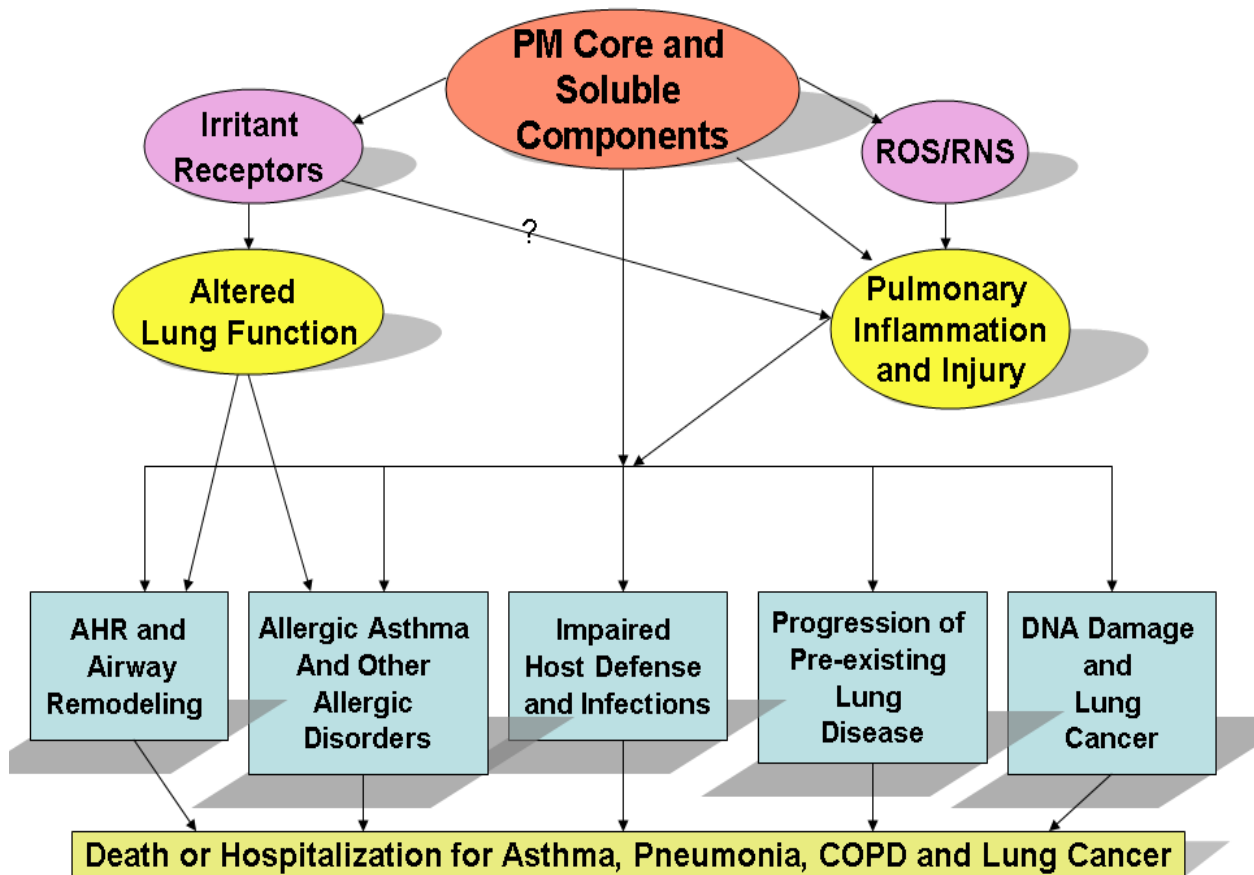 PM Core and
Soluble
Components
Irritant
Receptors
ROS/RNS
?
Altered
Lung Function
Pulmonary
Inflammation
and Injury
AHR and
Airway
Remodeling
Allergic Asthma
And Other
Allergic
Disorders
Impaired
Host Defense
and Infections
Progression of
Pre-existing
Lung
Disease
DNA Damage
and
Lung
Cancer
Death or Hospitalization for Asthma, Pneumonia, COPD and Lung Cancer